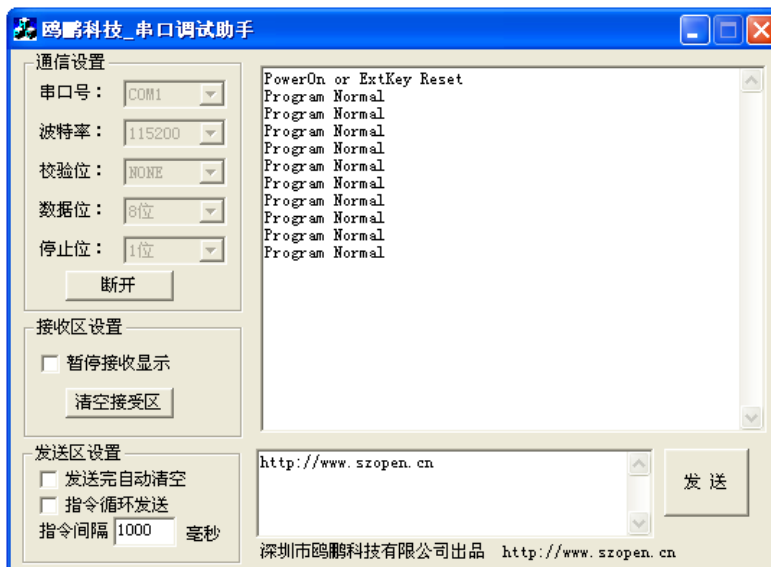 鸥鹏科技_串口调试助手
通信设置
串口号： COM1
波特率： 115200
校验位： NONE
数据位： 8位
停止位： 1位
断开
接收区设置
暂停接收显示
清空接受区
发送区设置
发送完自动清空
指令循环发送
指令间隔 1000 毫秒
PowerOn or ExtKey Reset
Program Normal
Program Normal
Program Normal
Program Normal
Program Normal
Program Normal
Program Normal
Program Normal
Program Normal
Program Normal
http://www.szopen.cn
发 送
深圳市鸥鹏科技有限公司出品 http://www.szopen.cn